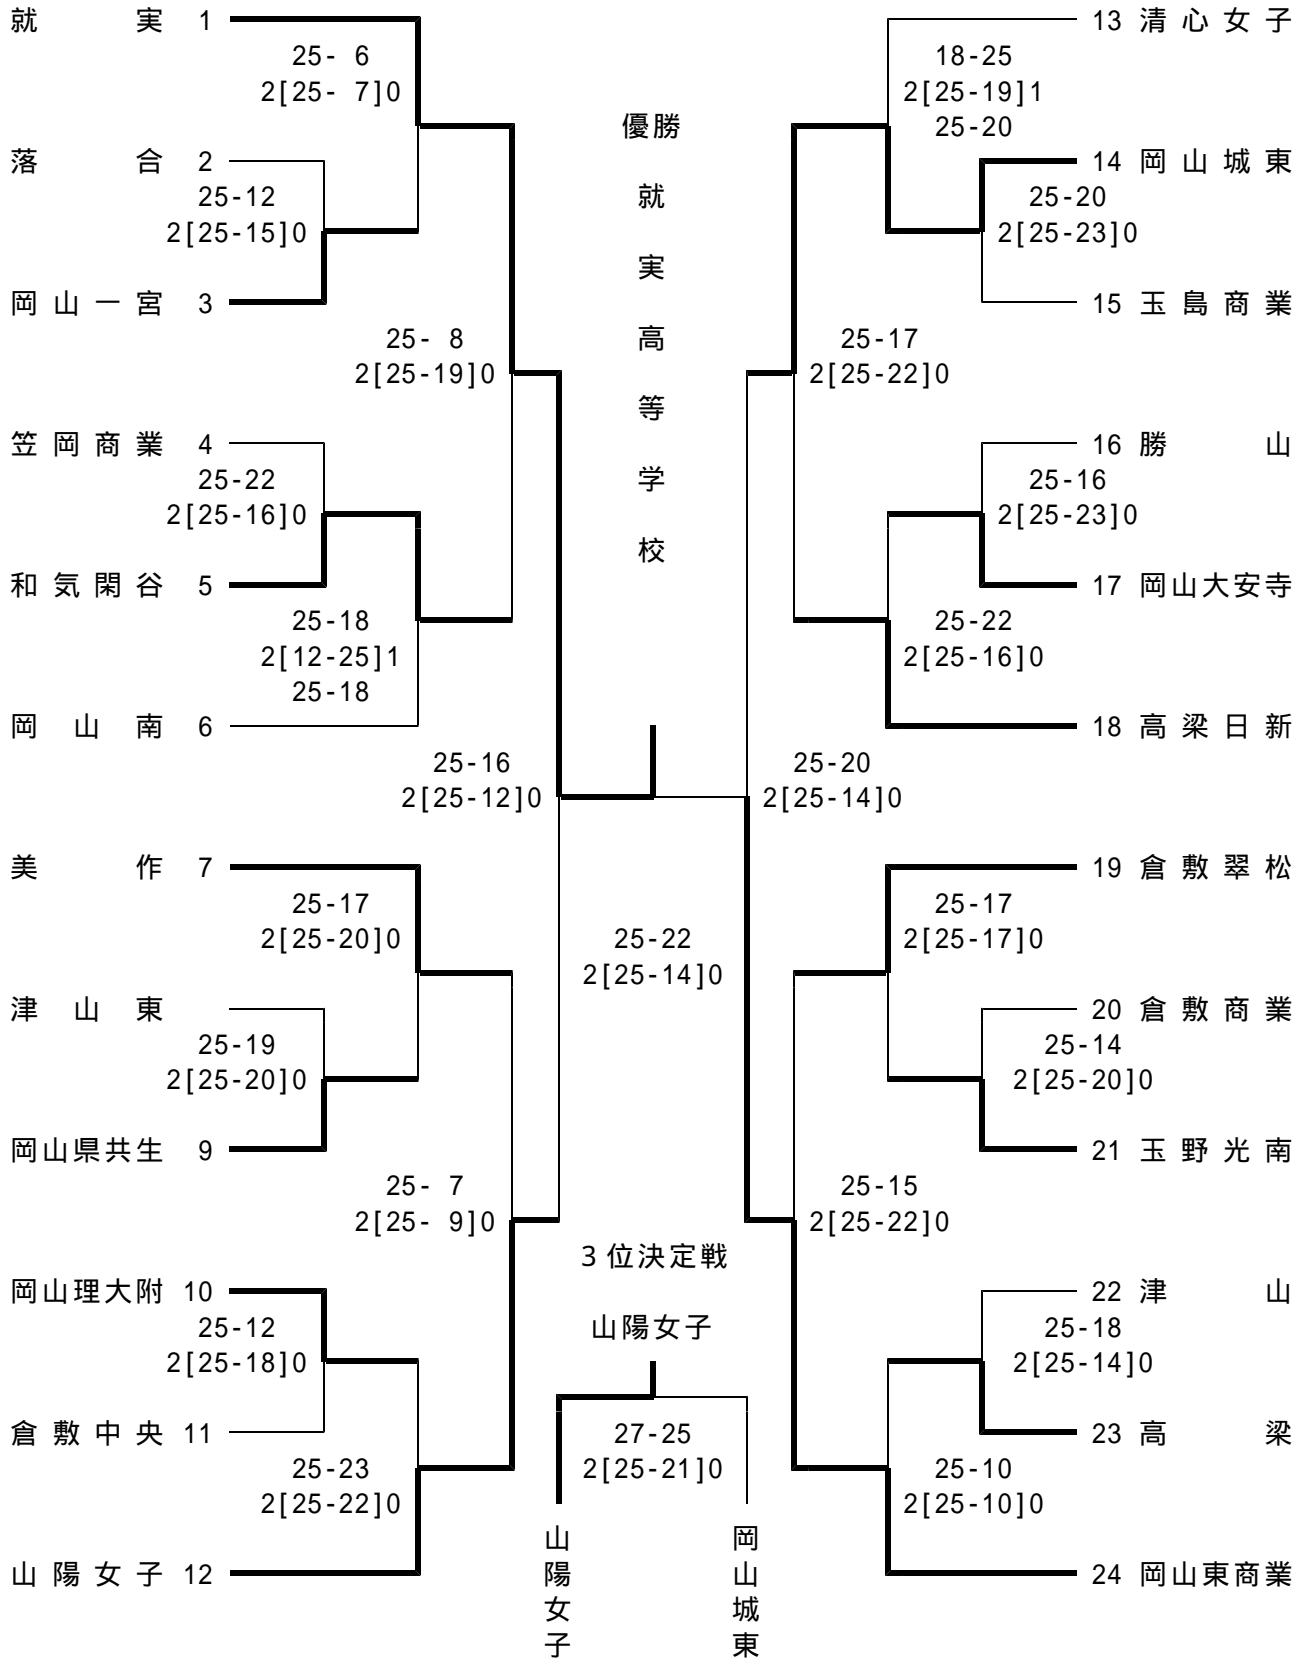 就実 1
25- 6
2[25- 7]0
落合 2
25-12
2[25-15]0
岡山一宮 3
25- 8
2[25-19]0
笠岡商業 4
25-22
2[25-16]0
和気閑谷 5
25-18
2[12-25]1
25-18
岡山南 6
25-16
2[25-12]0
美作 7
25-17
2[25-20]0
津山東
25-19
2[25-20]0
岡山県共生 9
25- 7
2[25- 9]0
岡山理大附 10
25-12
2[25-18]0
倉敷中央 11
25-23
2[25-22]0
山陽女子 12
優勝
就実高等学校
25-22
2[25-14]0
3位決定戦
山陽女子
27-25
2[25-21]0
山陽女子
岡山城東
13 清心女子
18-25
2[25-19]1
25-20
14 岡山城東
25-20
2[25-23]0
15 玉島商業
25-17
2[25-22]0
16 勝山
25-16
2[25-23]0
17 岡山大安寺
25-22
2[25-16]0
18 高梁日新
25-20
2[25-14]0
19 倉敷翠松
25-17
2[25-17]0
20 倉敷商業
25-14
2[25-20]0
21 玉野光南
25-15
2[25-22]0
22 津山
25-18
2[25-14]0
23 高梁
25-10
2[25-10]0
24 岡山東商業